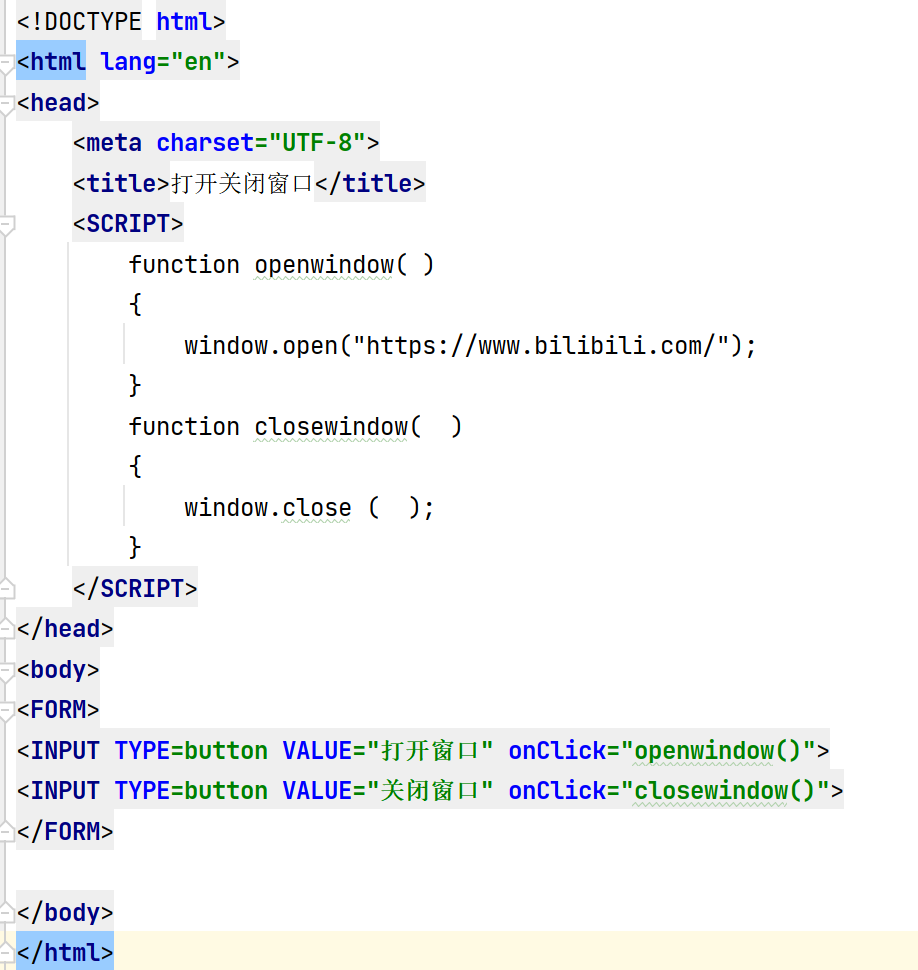 <!DOCTYPE html>
<html lang="en">
<head>
    <meta charset="UTF-8">
    <title>打开关闭窗口</title>
    <SCRIPT>
        function openwindow( )
        {
            window.open("https://www.bilibili.com/");
        }
        function closewindow(  )
        {
            window.close (  );
        }
    </SCRIPT>
</head>
<body>
<FORM>
<INPUT TYPE=button VALUE="打开窗口" onClick="openwindow()">
<INPUT TYPE=button VALUE="关闭窗口" onClick="closewindow()">
</FORM>

</body>
</html>